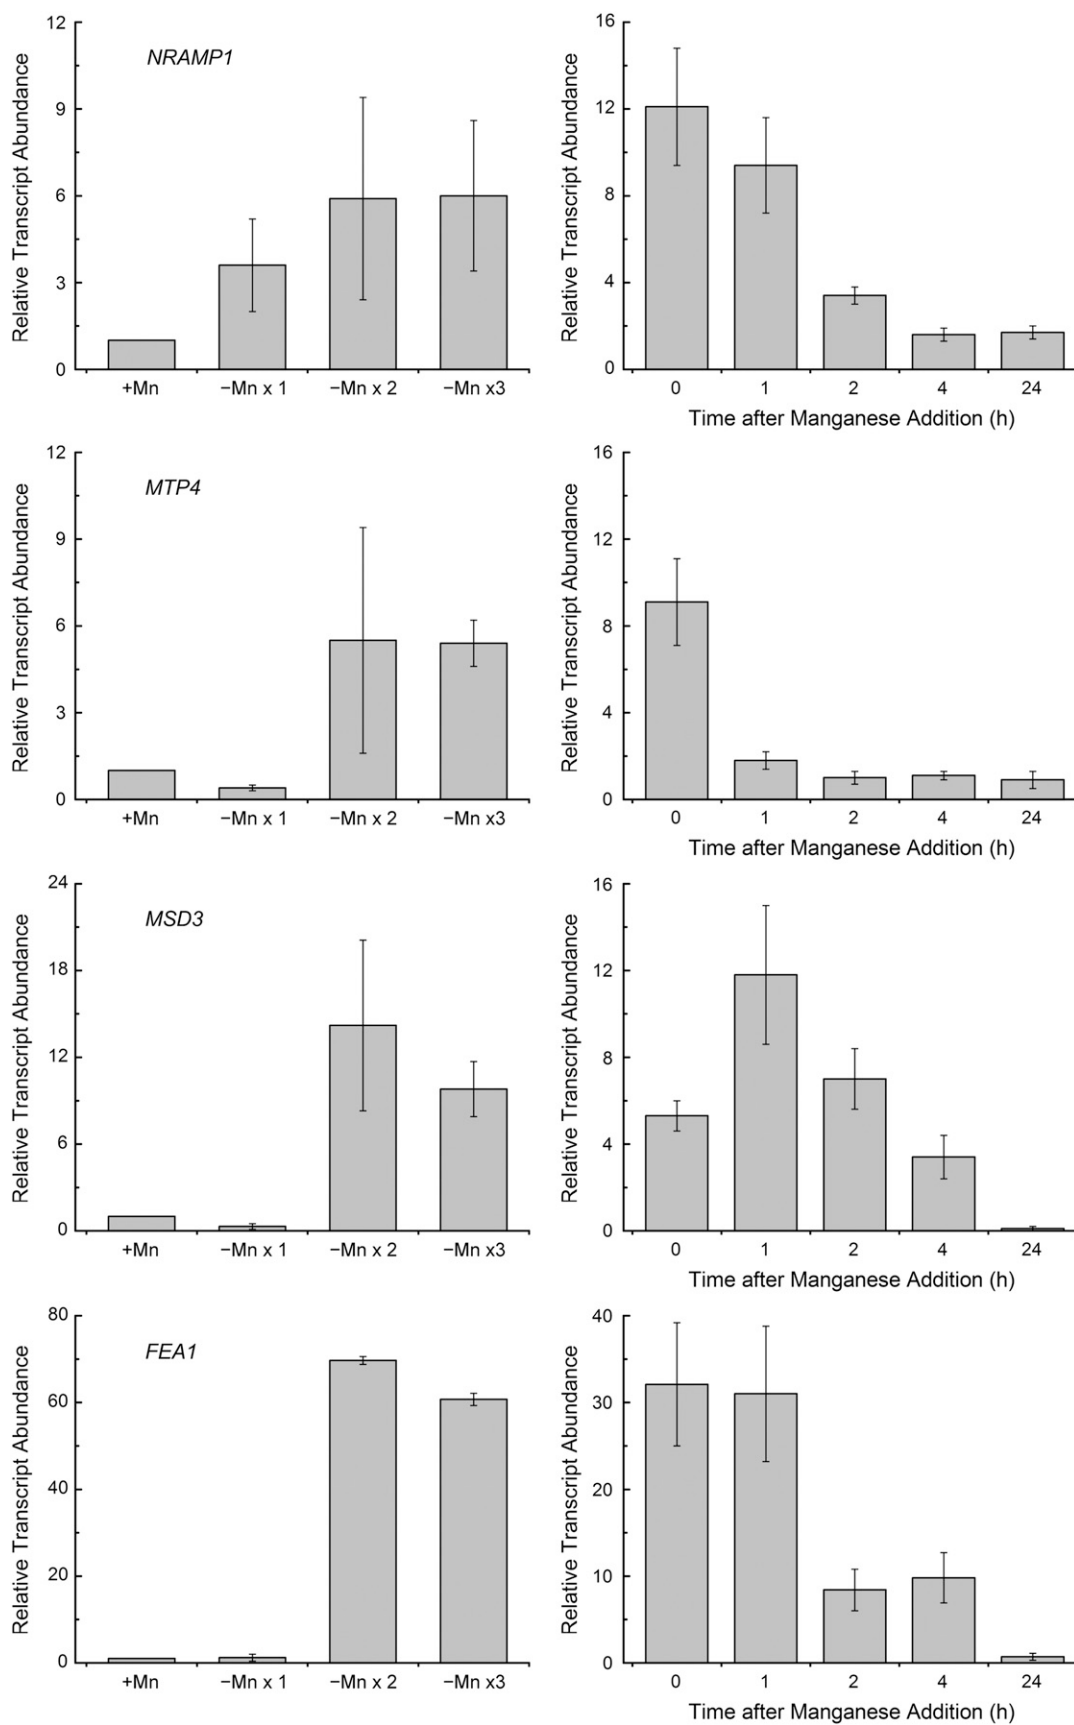 NRAMP1
Relative Transcript Abundance
12
9
6
3
0
+Mn −Mn x 1 −Mn x 2 −Mn x3
Relative Transcript Abundance
16
12
8
4
0
0 1 2 4 24
Time after Manganese Addition (h)
MTP4
Relative Transcript Abundance
12
9
6
3
0
+Mn −Mn x 1 −Mn x 2 −Mn x3
Relative Transcript Abundance
16
12
8
4
0
0 1 2 4 24
Time after Manganese Addition (h)
MSD3
Relative Transcript Abundance
24
18
12
6
0
+Mn −Mn x 1 −Mn x 2 −Mn x3
Relative Transcript Abundance
16
12
8
4
0
0 1 2 4 24
Time after Manganese Addition (h)
FEA1
Relative Transcript Abundance
80
60
40
20
0
+Mn −Mn x 1 −Mn x 2 −Mn x3
Relative Transcript Abundance
40
30
20
10
0
0 1 2 4 24
Time after Manganese Addition (h)